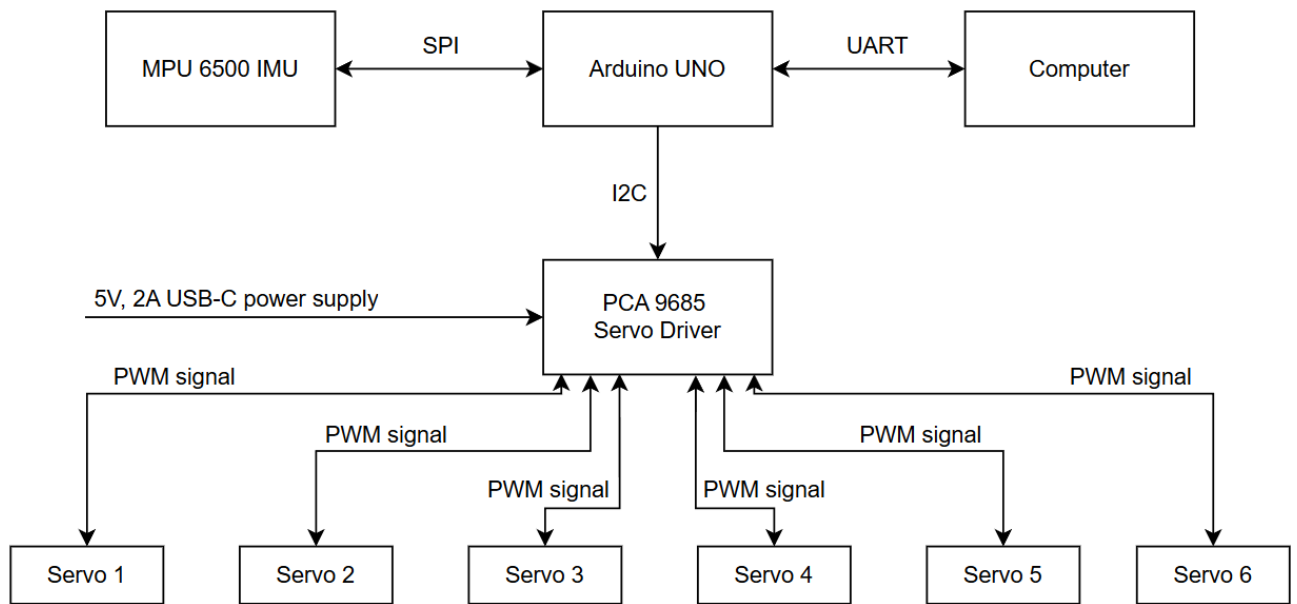 SPI
UART
MPU 6500 IMU
Arduino UNO
Computer
I2C
5V, 2A USB-C power supply
PCA 9685
Servo Driver
PWM signal
PWM signal
PWM signal
PWM signal
PWM signal
PWM signal
Servo 1
Servo 2
Servo 3
Servo 4
Servo 5
Servo 6